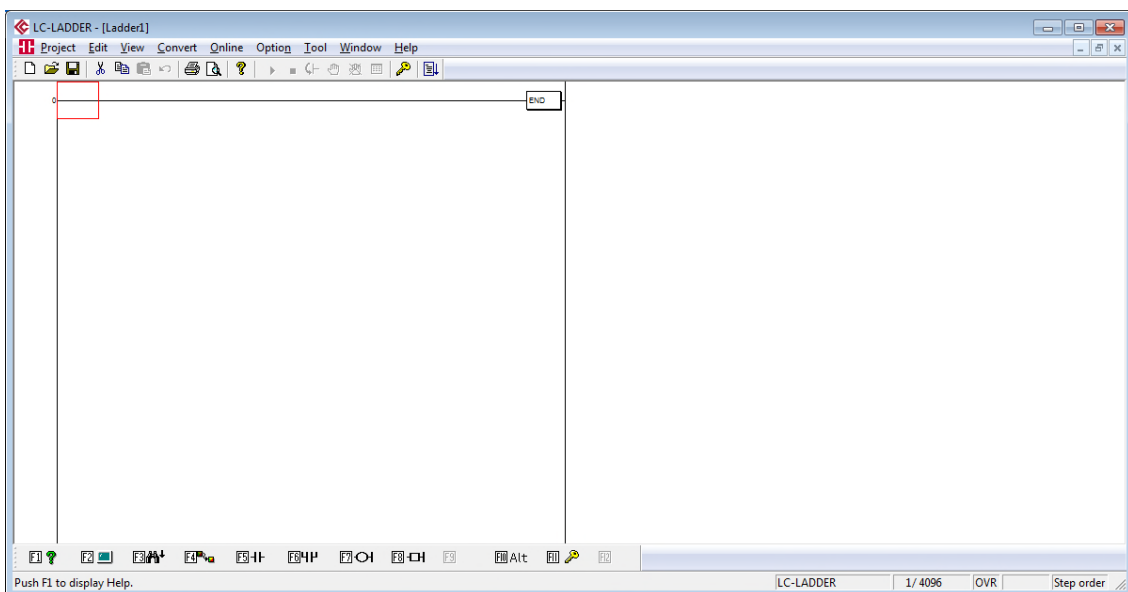 LC-LADDER - [Ladder1]
Project Edit View Convert Online Option Tool Window Help
0 END
F1 F2 F3 F4 F5 F6 F7 F8 F9 F10 Alt F11 F12
Push F1 to display Help. LC-LADDER 1/ 4096 OVR Step order